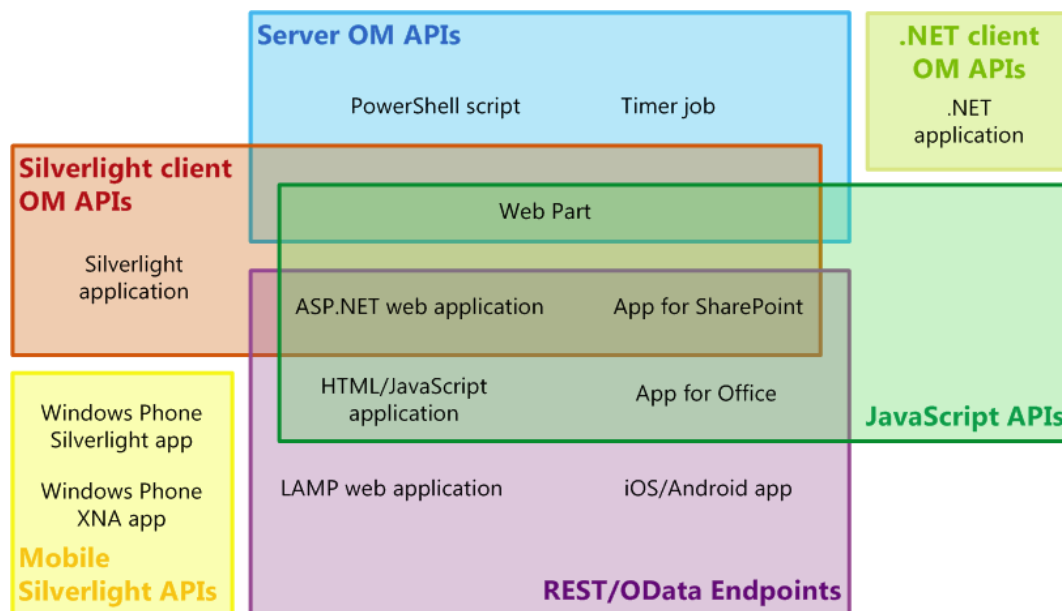 Server OM APIs
.NET client
OM APIs
PowerShell script
Timer job
.NET
application
Silverlight client
OM APIs
Web Part
Silverlight
application
ASP.NET web application
App for SharePoint
HTML/JavaScript
application
App for Office
JavaScript APIs
Windows Phone
Silverlight app
Windows Phone
XNA app
LAMP web application
iOS/Android app
Mobile
Silverlight APIs
REST/OData Endpoints